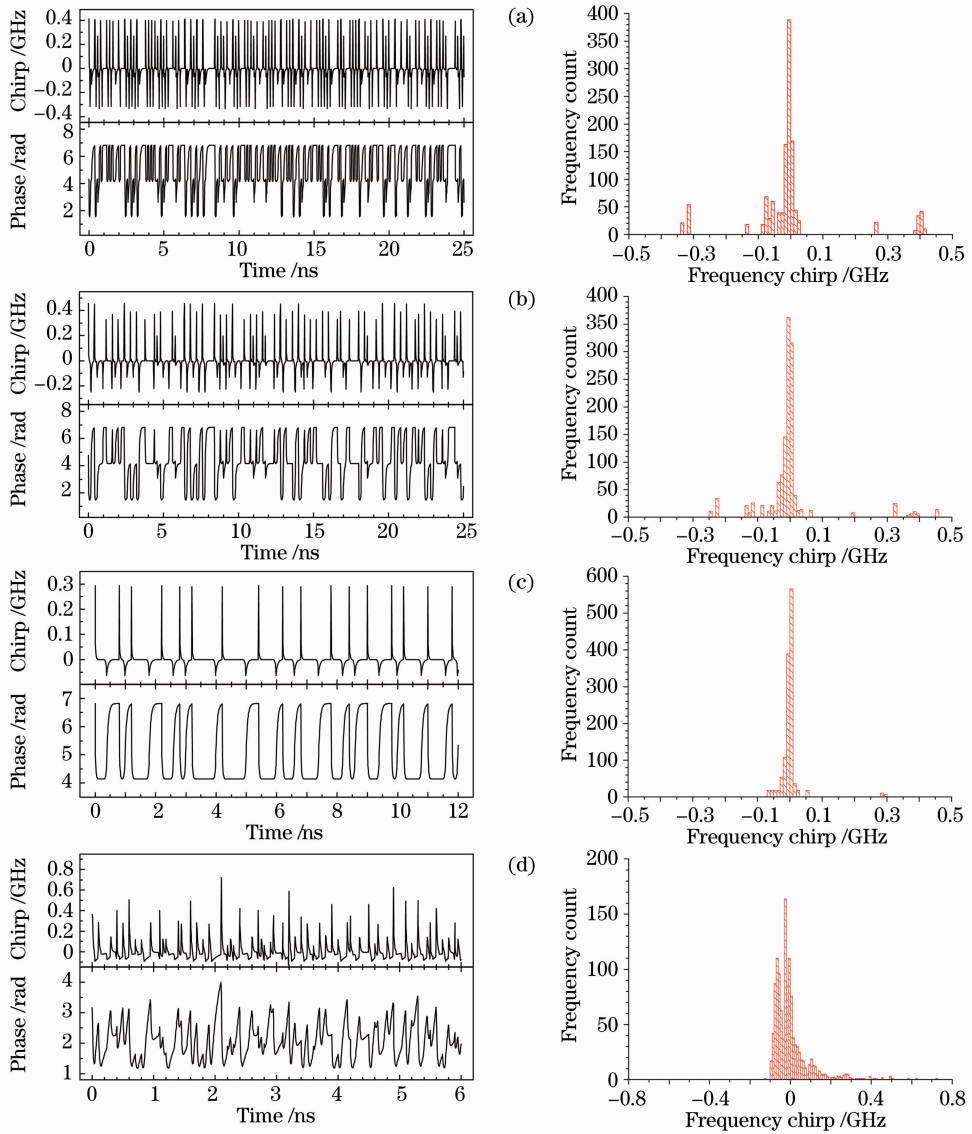 (a)
Chirp /GHz
0.4
0.2
0
−0.2
−0.4
Phase /rad
8
6
4
2
0 5 10 15 20 25
Time /ns
Frequency count
400
350
300
250
200
150
100
50
0
−0.5 −0.3 −0.1 0.1 0.3 0.5
Frequency chirp /GHz
(b)
Chirp /GHz
0.4
0.2
0
−0.2
Phase /rad
8
6
4
2
0 5 10 15 20 25
Time /ns
Frequency count
400
350
300
250
200
150
100
50
0
−0.5 −0.3 −0.1 0.1 0.3 0.5
Frequency chirp /GHz
(c)
Chirp /GHz
0.3
0.2
0.1
0
Phase /rad
7
6
5
4
0 2 4 6 8 10 12
Time /ns
Frequency count
600
500
400
300
200
100
0
−0.5 −0.3 −0.1 0.1 0.3 0.5
Frequency chirp /GHz
(d)
Chirp /GHz
0.8
0.6
0.4
0.2
0
Phase /rad
4
3
2
1
0 1 2 3 4 5 6
Time /ns
Frequency count
200
150
100
50
0
−0.8 −0.4 0 0.4 0.8
Frequency chirp /GHz